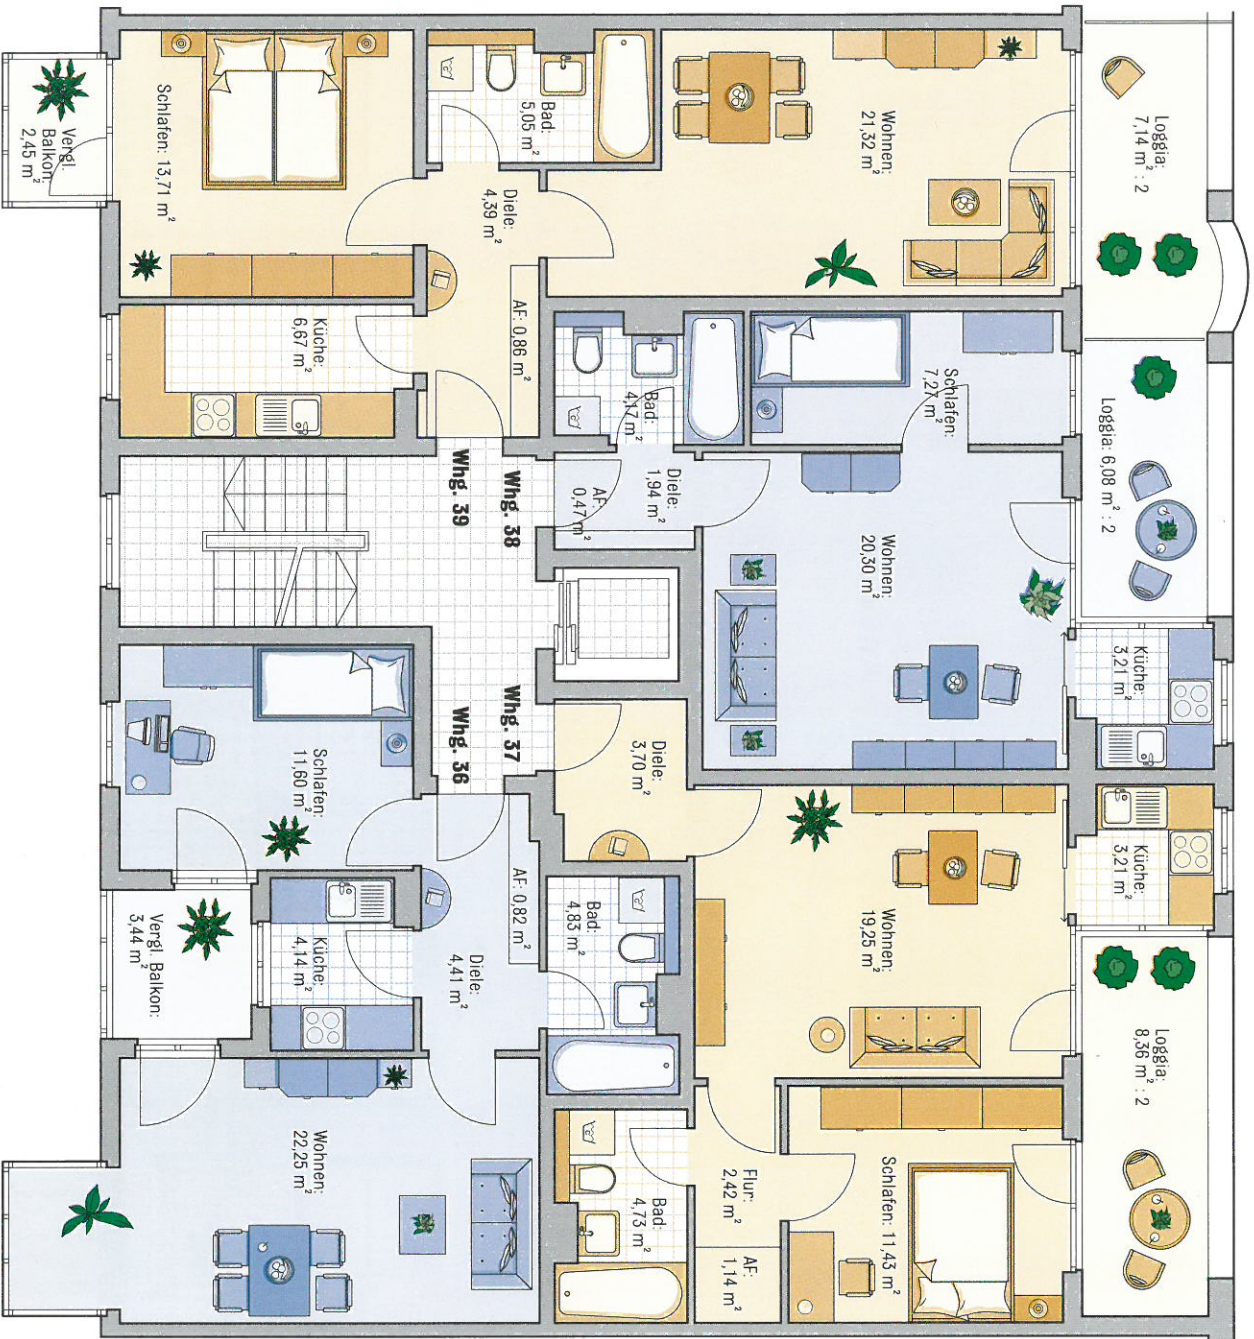 Loggia:
7,14 m² : 2
Wohnen:
21,32 m²
Bad:
5,05 m²
Diele:
4,39 m²
AF: 0,86 m²
Schlafen: 13,71 m²
Vergl.
Balkon:
2,45 m²
Küche:
6,67 m²
Loggia: 6,08 m² : 2
Schlafen:
7,27 m²
Bad:
4,17 m²
Diele:
1,94 m²
AF:
0,47 m²
Wohnen:
20,30 m²
Küche:
3,21 m²
Whg. 38
Whg. 39
Whg. 37
Whg. 36
Küche:
3,21 m²
Diele:
3,70 m²
Wohnen:
19,25 m²
Loggia:
8,36 m² : 2
Schlafen: 11,43 m²
Flur:
2,42 m²
AF:
1,14 m²
Bad:
4,73 m²
Schlafen:
11,60 m²
AF: 0,82 m²
Bad:
4,83 m²
Diele:
4,41 m²
Küche:
4,14 m²
Vergl. Balkon:
3,44 m²
Wohnen:
22,25 m²